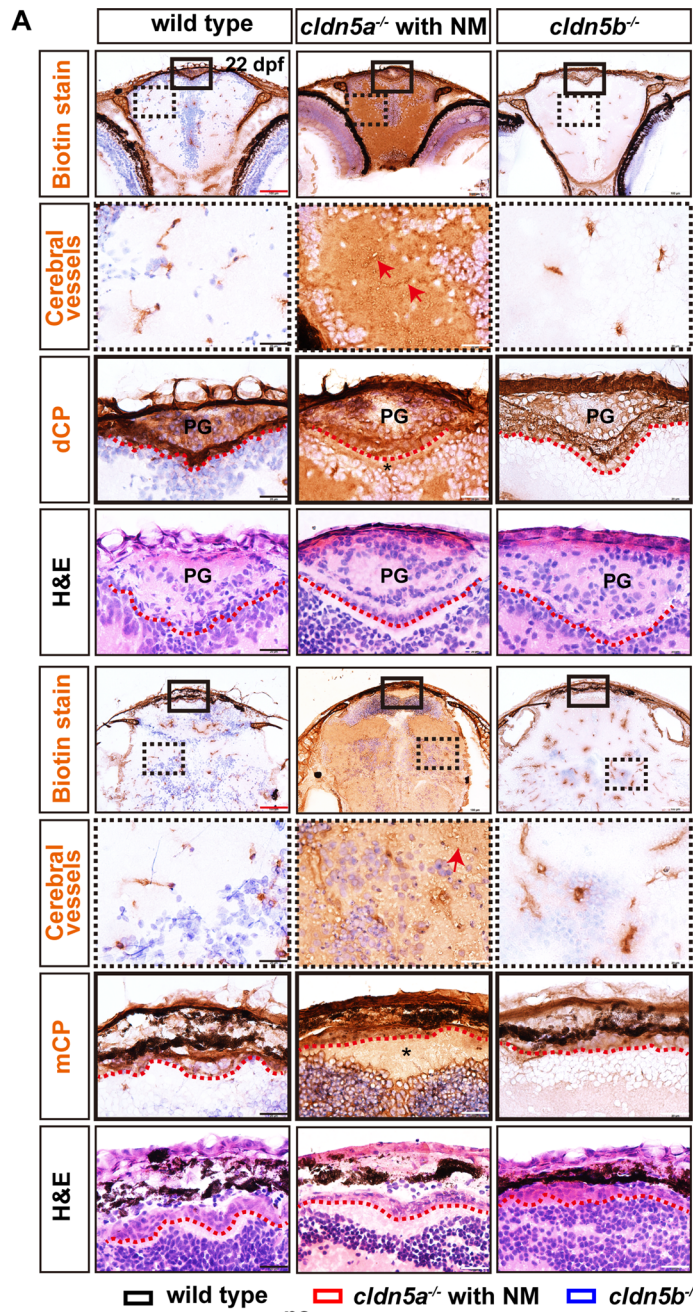 A
wild type
cldn5a-/- with NM
cldn5b-/-
Biotin stain
22 dpf
Cerebral
vessels
dCP
PG
PG
PG
*
H&E
PG
PG
PG
Biotin stain
Cerebral
vessels
mCP
*
H&E
wild type
cldn5a-/- with NM
cldn5b-/